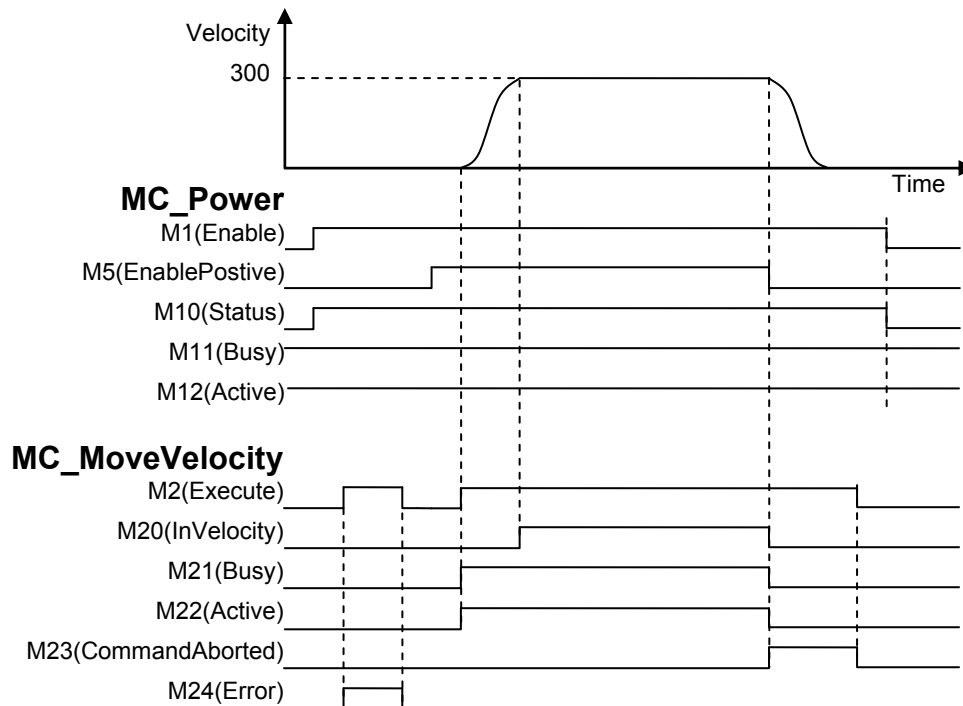 Velocity
300
Time
MC_Power
M1(Enable)
M5(EnablePostive)
M10(Status)
M11(Busy)
M12(Active)
MC_MoveVelocity
M2(Execute)
M20(InVelocity)
M21(Busy)
M22(Active)
M23(CommandAborted)
M24(Error)